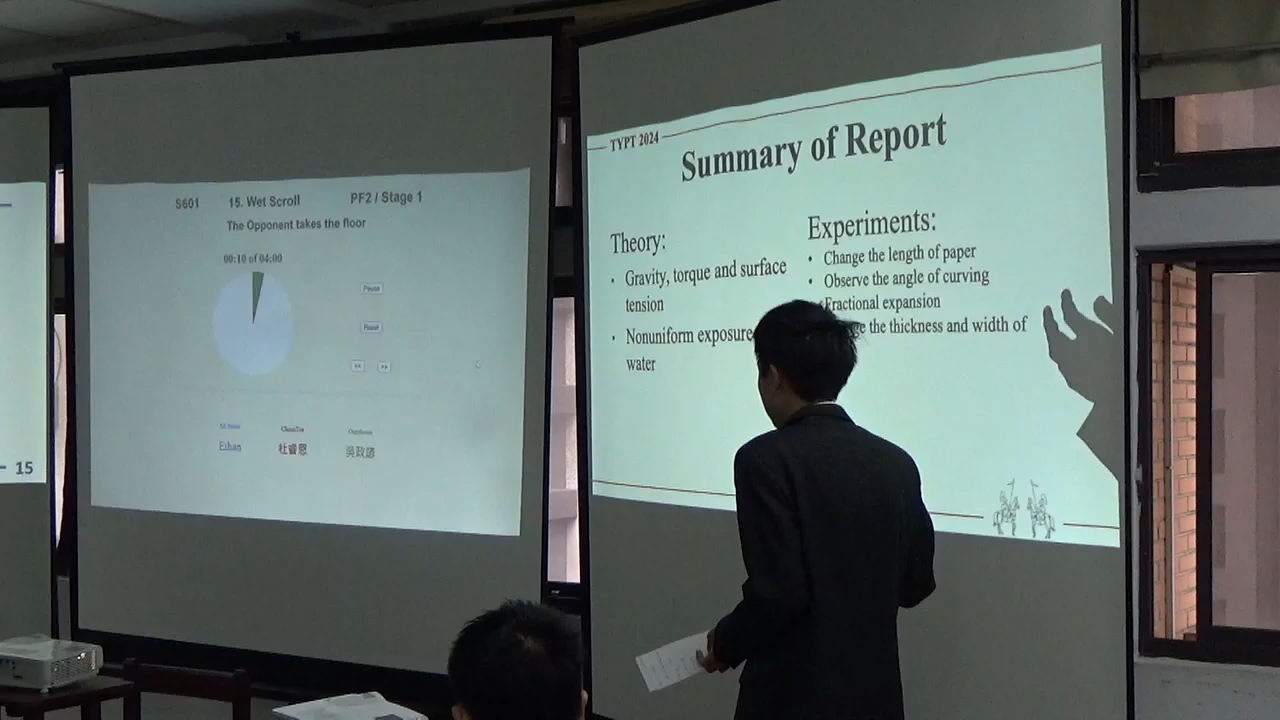 15
S601 15. Wet Scroll PF2 / Stage 1
The Opponent takes the floor
00:10 of 04:00
Pause
Reset
<< >>
Ethan 杜睿恩 吳政諺
TYPT 2024
Summary of Report
Theory:
• Gravity, torque and surface
tension
• Nonuniform exposure
water
Experiments:
• Change the length of paper
• Observe the angle of curving
Fractional expansion
the thickness and width of